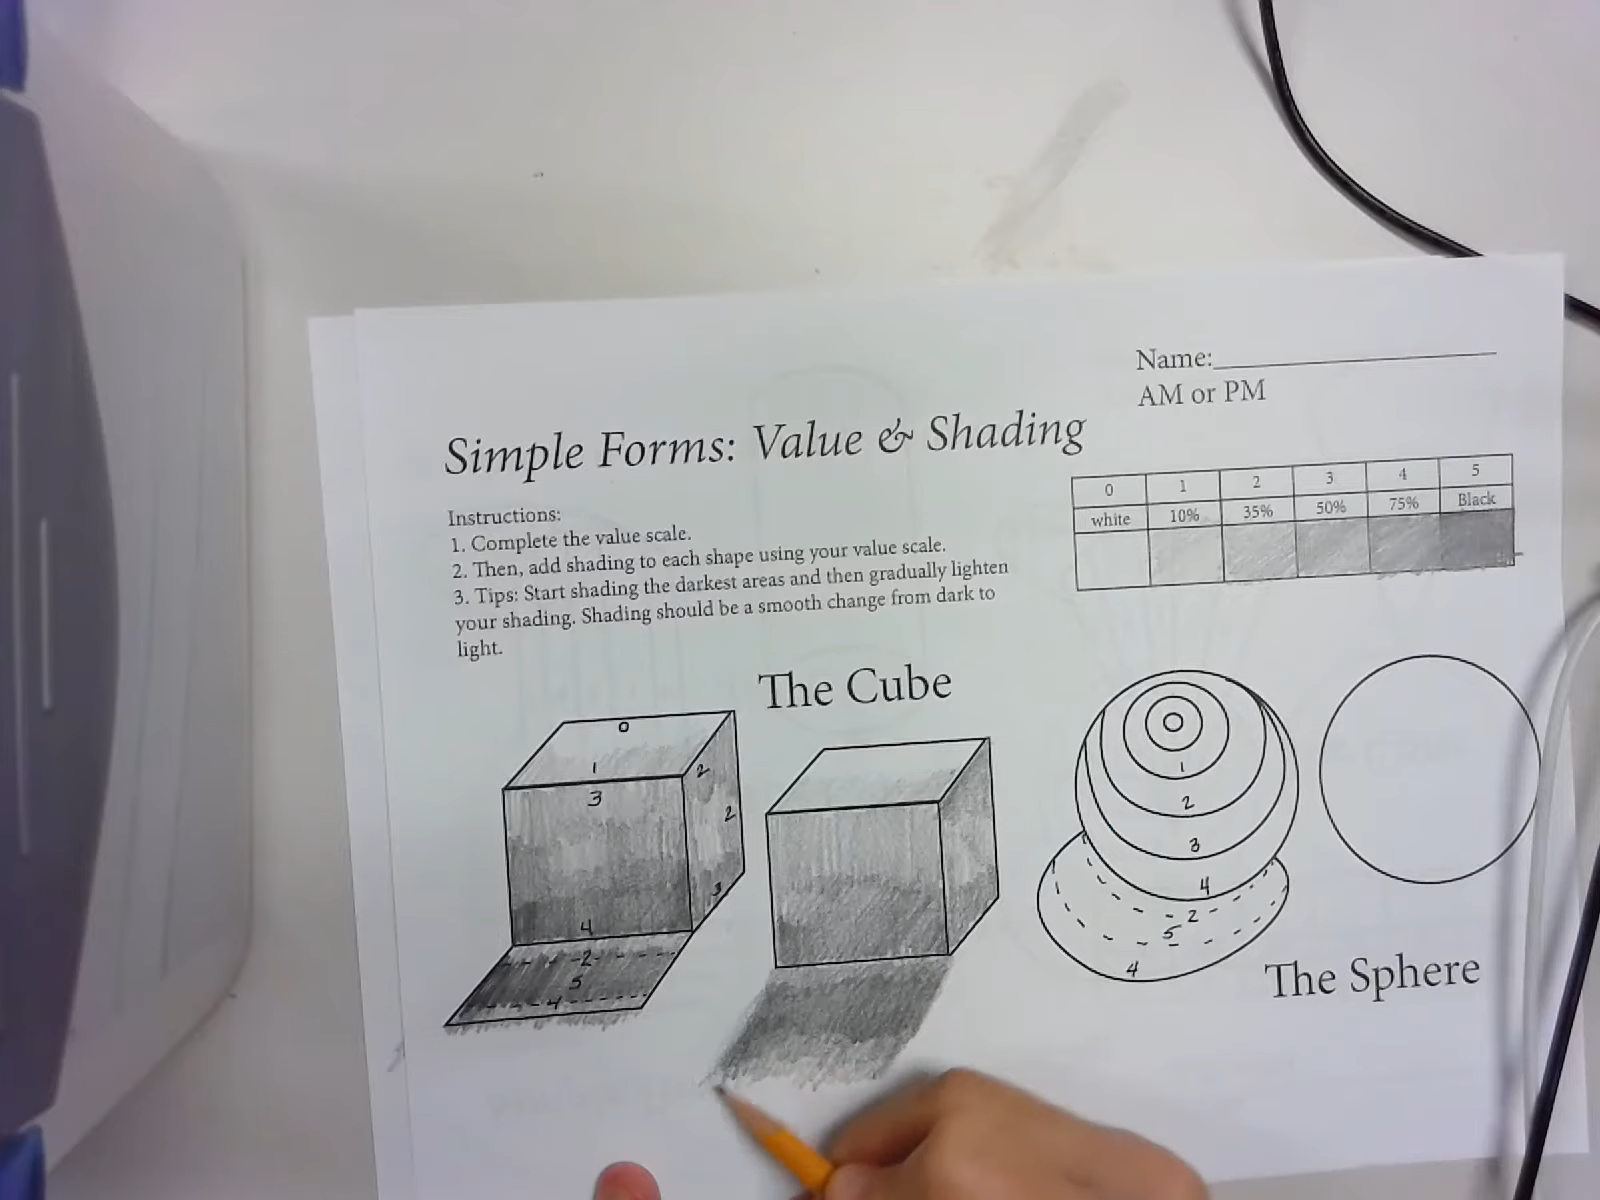 Name:
AM or PM
Simple Forms: Value & Shading
0 1 2 3 4 5
white 10% 35% 50% 75% Black
Instructions:
1. Complete the value scale.
2. Then, add shading to each shape using your value scale.
3. Tips: Start shading the darkest areas and then gradually lighten
your shading. Shading should be a smooth change from dark to
light.
The Cube
0
1
3
2
2
3
4
2
5
4
1
2
3
4
2
5
4
The Sphere